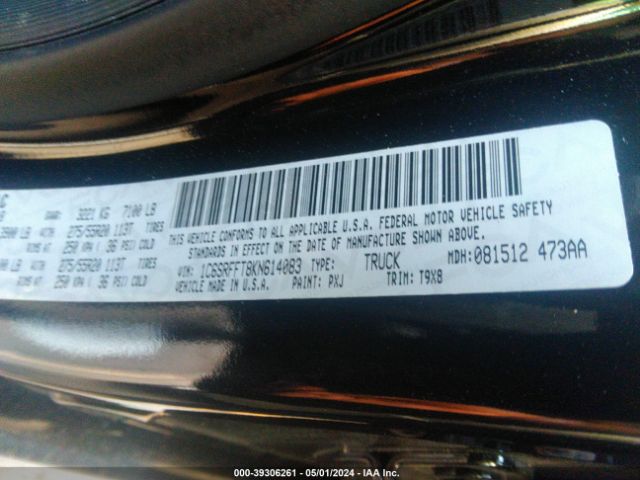 3221 KG 7100 LB
275/55R20 113T TIRES
250 KPA / 36 PSI COLD
275/55R20 113T TIRES
250 KPA / 36 PSI COLD
THIS VEHICLE CONFORMS TO ALL APPLICABLE U.S.A. FEDERAL MOTOR VEHICLE SAFETY
STANDARDS IN EFFECT ON THE DATE OF MANUFACTURE SHOWN ABOVE.
VIN: 1C6SRFFT8KN614083 TYPE: TRUCK MDH: 081512 473AA
VEHICLE MADE IN U.S.A. PAINT: PXJ TRIM: T9X8
000-39306261 - 05/01/2024 - IAA Inc.